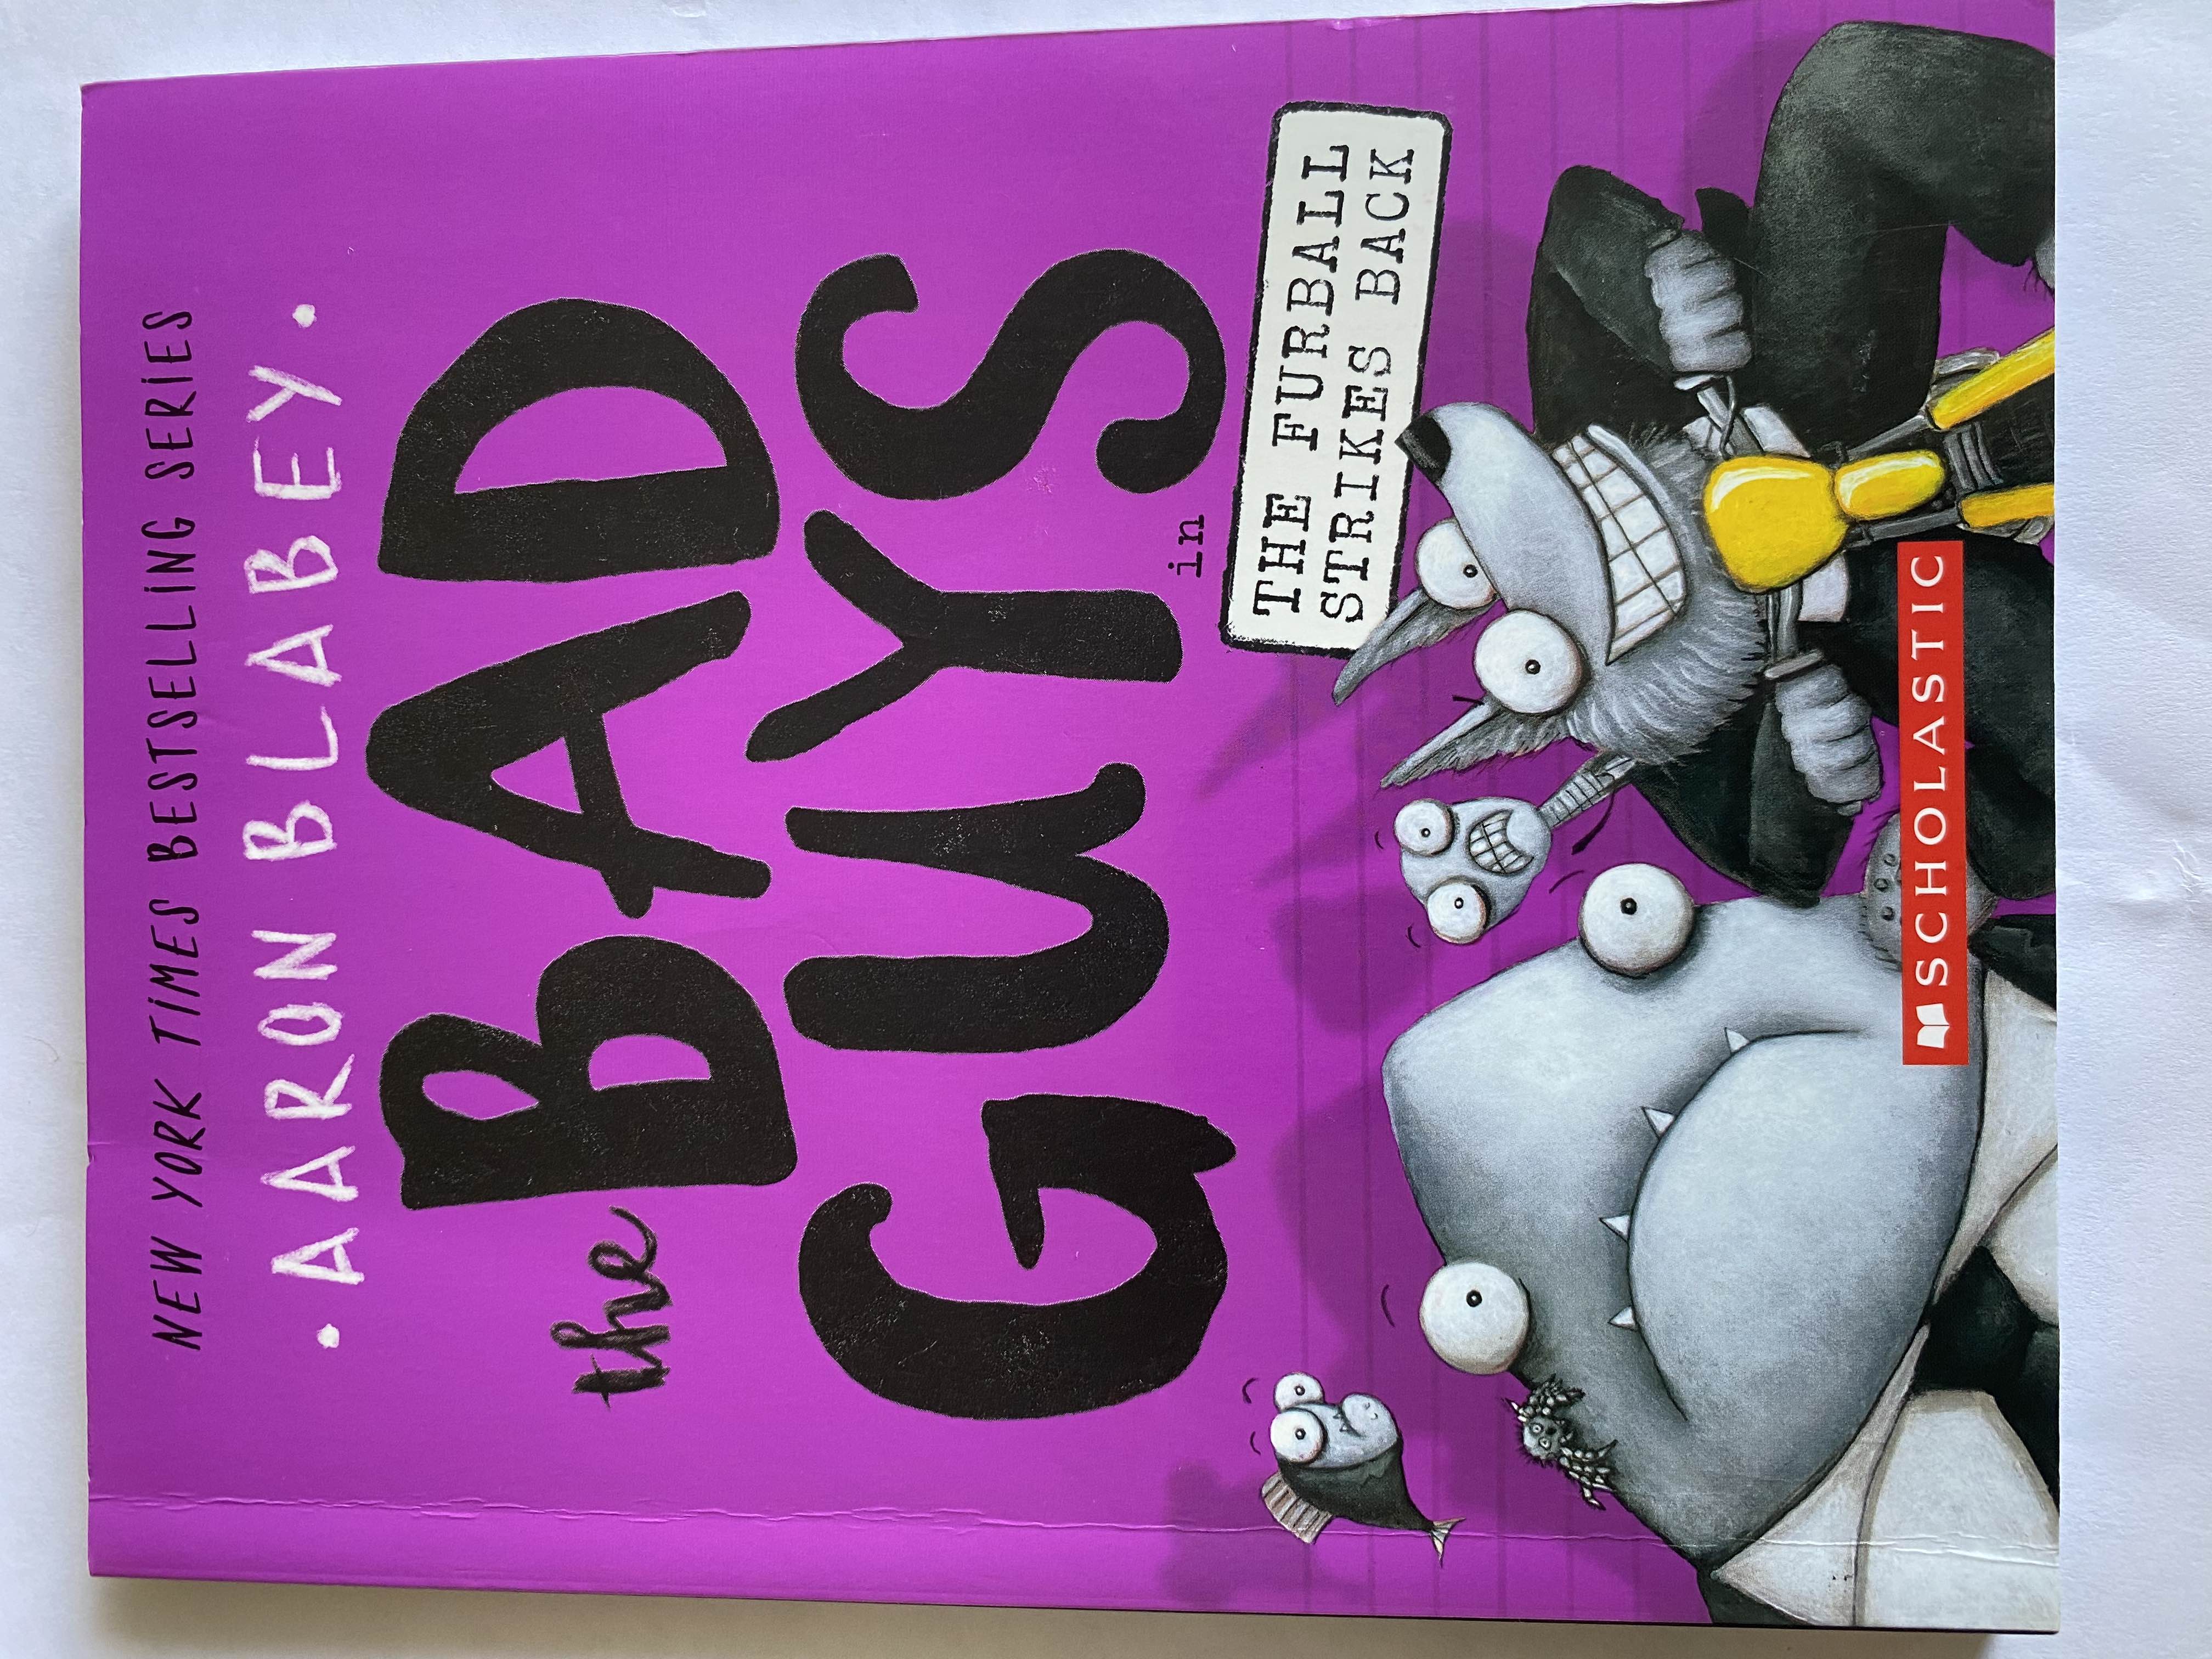 NEW YORK TIMES BESTSELLING SERIES
• AARON BLABEY •
the BAD
GUYS
in
THE FURBALL
STRIKES BACK
SCHOLASTIC